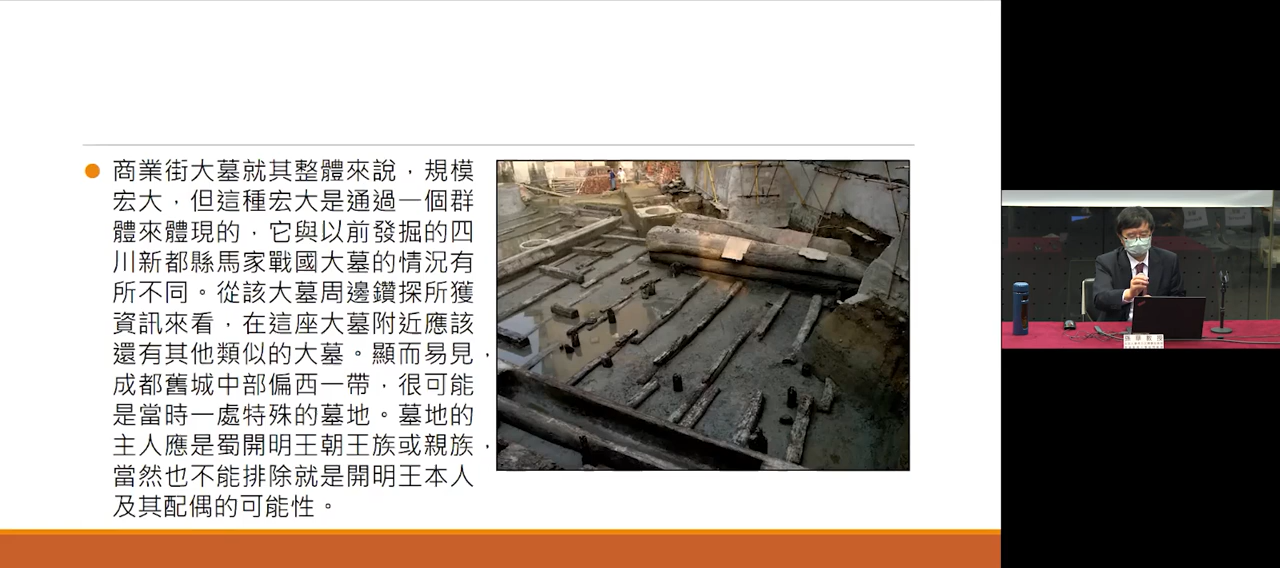 商業街大墓就其整體來說，規模
宏大，但這種宏大是通過一個群
體來體現的，它與以前發掘的四
川新都縣馬家戰國大墓的情況有
所不同。從該大墓周邊鑽探所獲
資訊來看，在這座大墓附近應該
還有其他類似的大墓。顯而易見，
成都舊城中部偏西一帶，很可能
是當時一處特殊的墓地。墓地的
主人應是蜀開明王朝王族或親族，
當然也不能排除就是開明王本人
及其配偶的可能性。